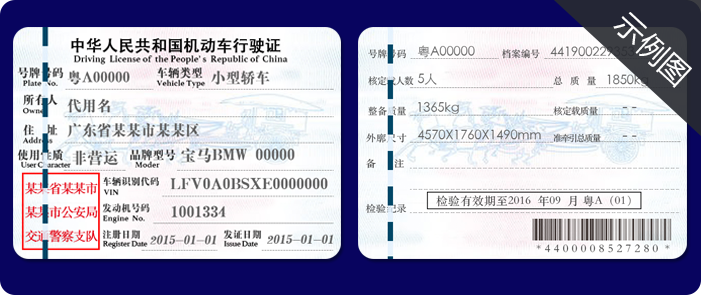 中华人民共和国机动车行驶证
Driving License of the People's Republic of China
号牌号码 粤A00000 车辆类型 小型轿车
Plate No. Vehicle Type
所有人 代用名
Owne
住 址 广东省某某市某某区
Address
使用性质 非营运 品牌型号 宝马BMW 00000
User Character Moder
某某省某某市 车辆识别代码 LFV0A0BSXE0000000
VIN
某某市公安局 发动机号码 1001334
Engine No.
交通警察支队 注册日期 2015-01-01 发证日期 2015-01-01
Register Date Issue Date
示例图
号牌号码 粤A00000 档案编号
核定载人数 5人 总 质 量 1850kg
整备质量 1365kg 核定载质量 --
外廓尺寸 4570X1760X1490mm 准牵引总质量 --
备 注
检验记录 检验有效期至2016 年09 月 粤A (01)
*4400008527280*